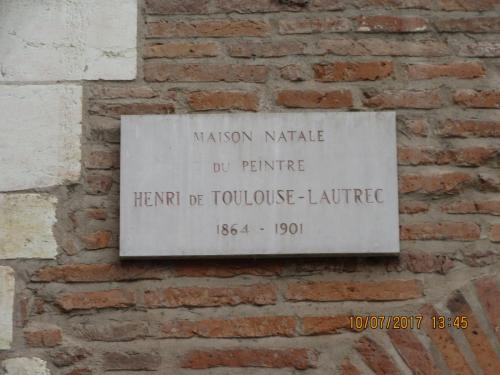 MAISON NATALE
DU PEINTRE
HENRI DE TOULOUSE-LAUTREC
1864 - 1901
10/07/2017 13:45